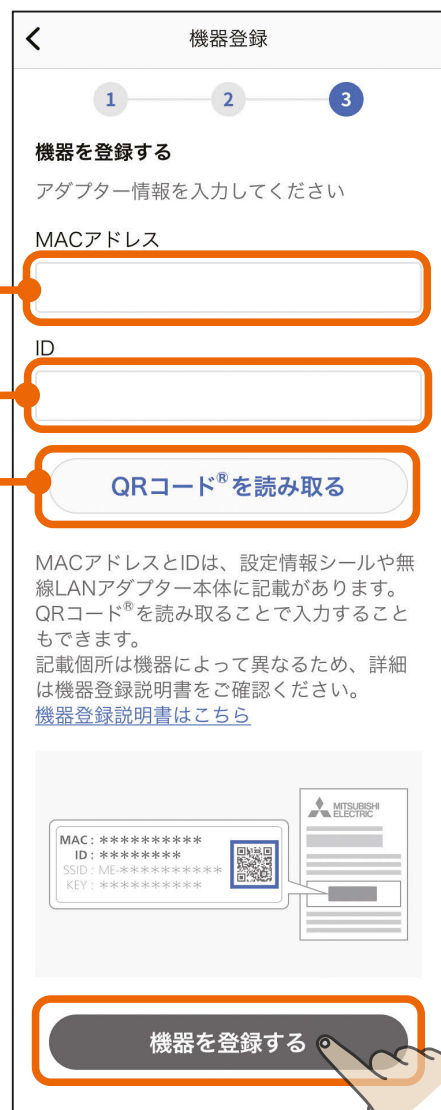 機器登録
1 2 3
機器を登録する
アダプター情報を入力してください
MACアドレス
ID
QRコード®を読み取る
MACアドレスとIDは、設定情報シールや無
線LANアダプター本体に記載があります。
QRコード®を読み取ることで入力すること
もできます。
記載個所は機器によって異なるため、詳細
は機器登録説明書をご確認ください。
機器登録説明書はこちら
MITSUBISHI
ELECTRIC
MAC : **********
ID : ********
SSID : ME-**********
KEY : **********
機器を登録する